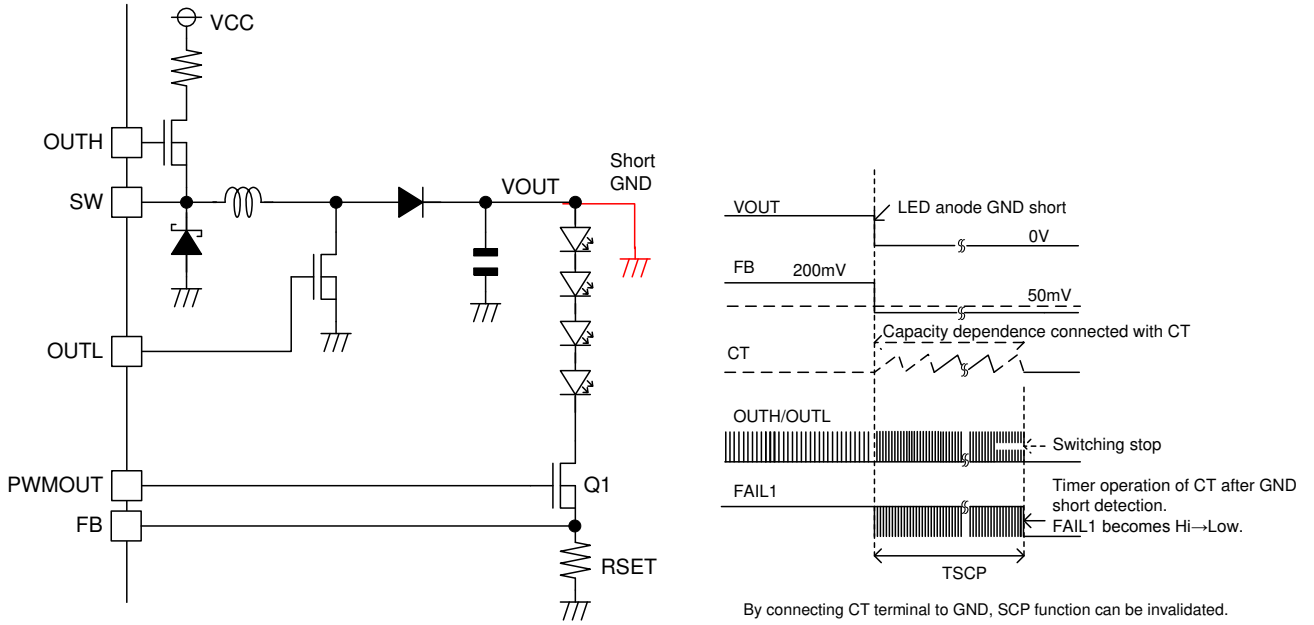 VCC
OUTH
SW
VOUT
Short
GND
OUTL
PWMOUT
Q1
FB
RSET
VOUT
LED anode GND short
0V
FB
200mV
50mV
Capacity dependence connected with CT
CT
OUTH/OUTL
Switching stop
FAIL1
Timer operation of CT after GND
short detection.
FAIL1 becomes Hi→Low.
TSCP
By connecting CT terminal to GND, SCP function can be invalidated.